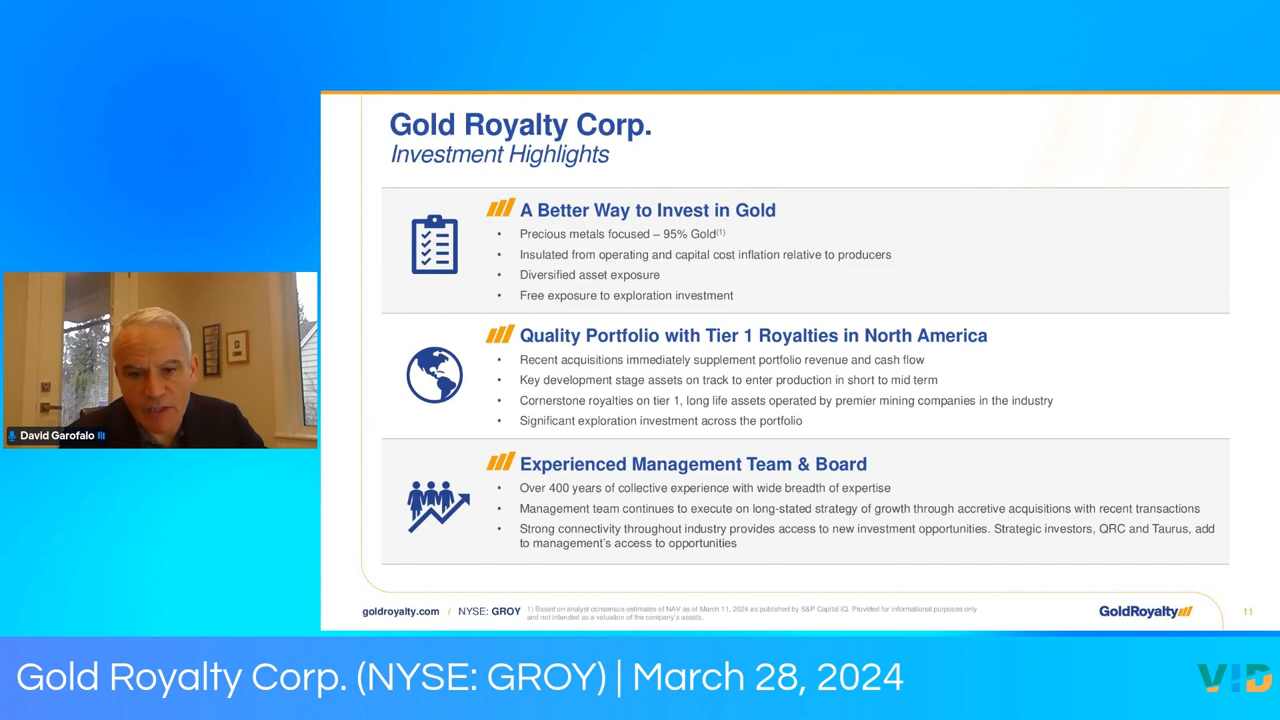 Gold Royalty Corp.
Investment Highlights
A Better Way to Invest in Gold
• Precious metals focused – 95% Gold(1)
• Insulated from operating and capital cost inflation relative to producers
• Diversified asset exposure
• Free exposure to exploration investment
Quality Portfolio with Tier 1 Royalties in North America
• Recent acquisitions immediately supplement portfolio revenue and cash flow
• Key development stage assets on track to enter production in short to mid term
• Cornerstone royalties on tier 1, long life assets operated by premier mining companies in the industry
• Significant exploration investment across the portfolio
David Garofalo
Experienced Management Team & Board
• Over 400 years of collective experience with wide breadth of expertise
• Management team continues to execute on long-stated strategy of growth through accretive acquisitions with recent transactions
• Strong connectivity throughout industry provides access to new investment opportunities. Strategic investors, QRC and Taurus, add
to management's access to opportunities
goldroyalty.com / NYSE: GROY
1) Based on analyst consensus estimates of NAV as of March 11, 2024 as published by S&P Capital IQ. Provided for informational purposes only
and not intended as a valuation of the company's assets.
GoldRoyalty
11
Gold Royalty Corp. (NYSE: GROY) | March 28, 2024
VID